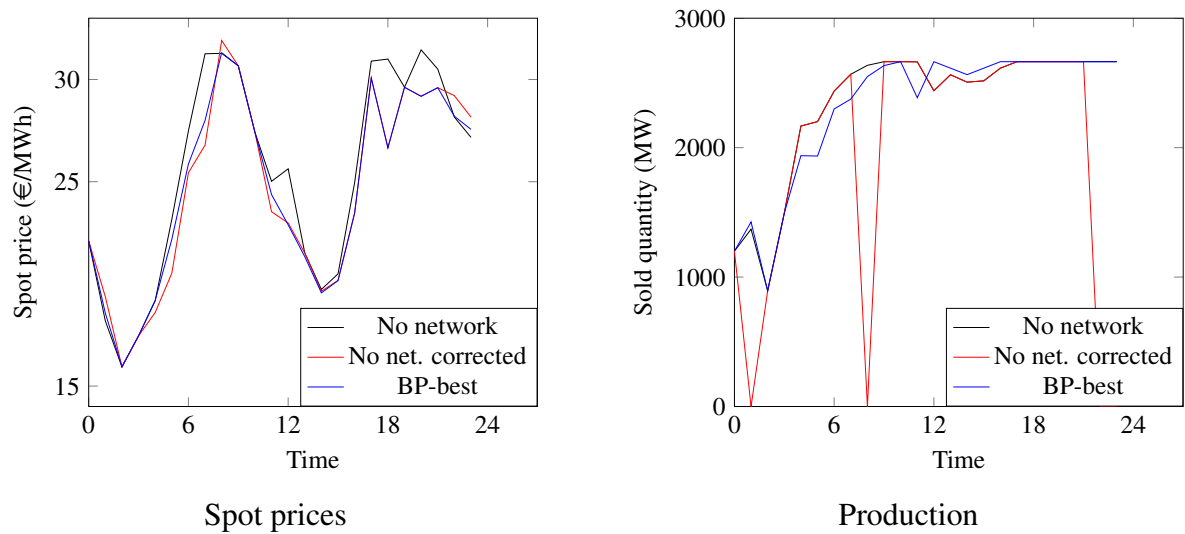 30
25
15
0
6
12
18
24
Spot price (€/MWh)
Time
No network
No net. corrected
BP-best
Spot prices
3000
2000
1000
0
0
6
12
18
24
Sold quantity (MW)
Time
No network
No net. corrected
BP-best
Production